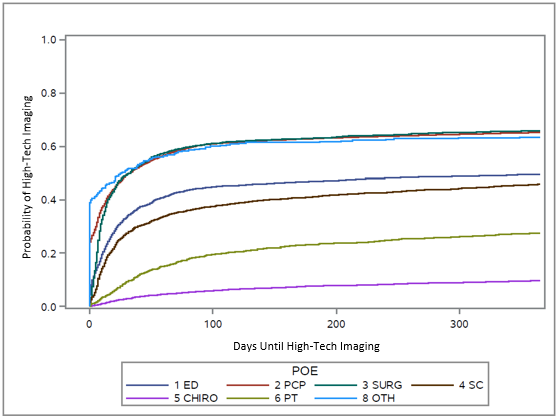 Probability of High-Tech Imaging
1.0
0.8
0.6
0.4
0.2
0.0
0 100 200 300
Days Until High-Tech Imaging
POE
1 ED 2 PCP 3 SURG 4 SC
5 CHIRO 6 PT 8 OTH